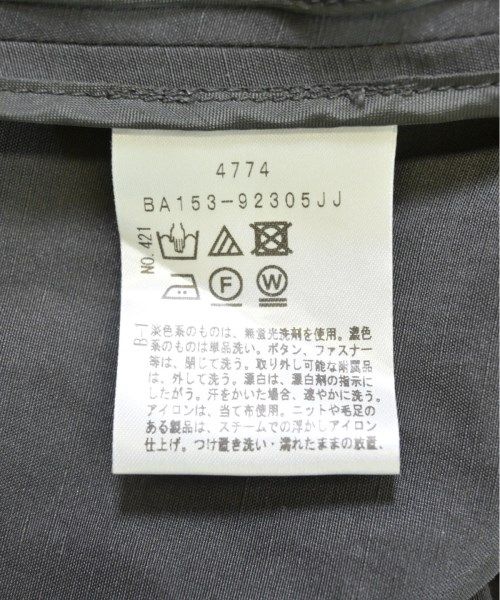 4774
BA153-92305JJ
NO. 421
F
W
B-1
淡色系のものは、無蛍光洗剤を使用。濃色
系のものは単品洗い。ボタン、ファスナー
等は、閉じて洗う。取り外し可能な附属品
は、外して洗う。漂白は、漂白剤の指示に
したがう。汗をかいた場合、速やかに洗う。
アイロンは、当て布使用。ニットや毛足の
ある製品は、スチームでの浮かしアイロン
仕上げ。つけ置き洗い・濡れたままの放置、